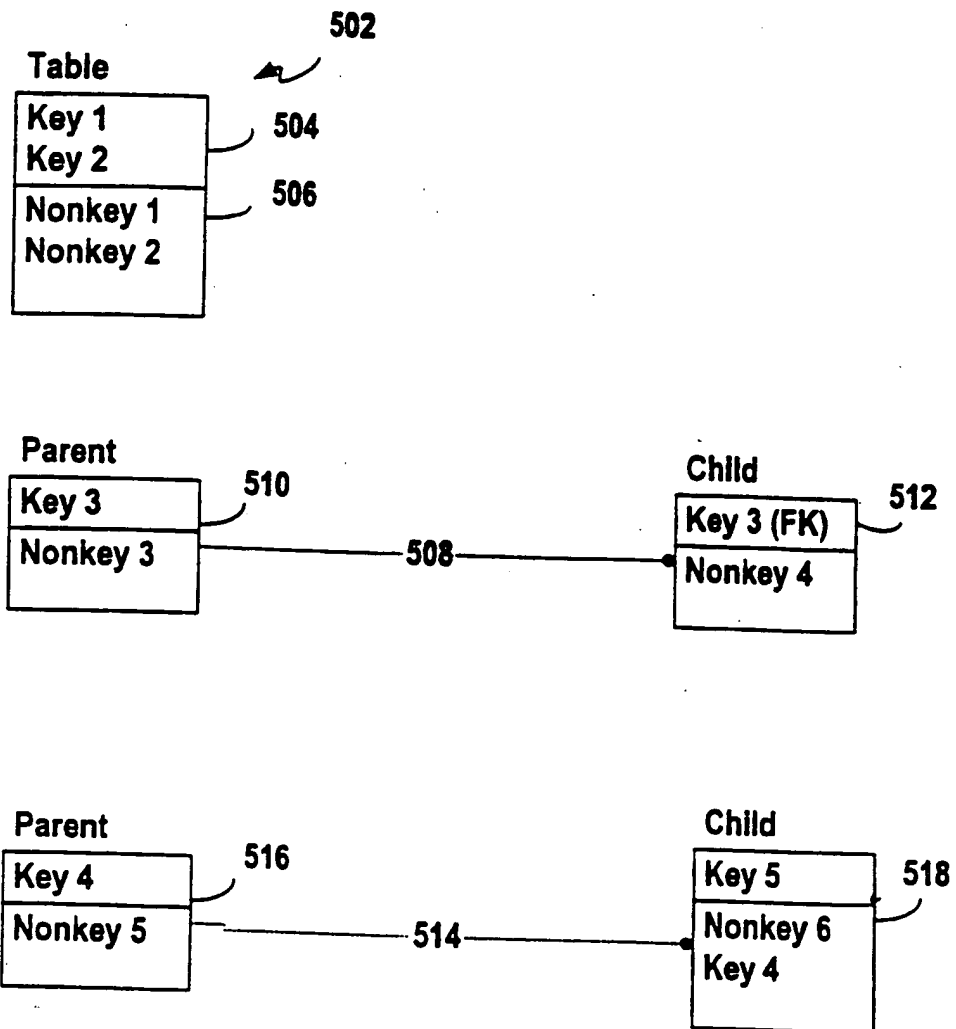 502
Table
Key 1
Key 2
504
Nonkey 1
506
Nonkey 2
Parent
Key 3
510
Nonkey 3
508
Child
Key 3 (FK)
512
Nonkey 4
Parent
Key 4
516
Nonkey 5
514
Child
Key 5
518
Nonkey 6
Key 4